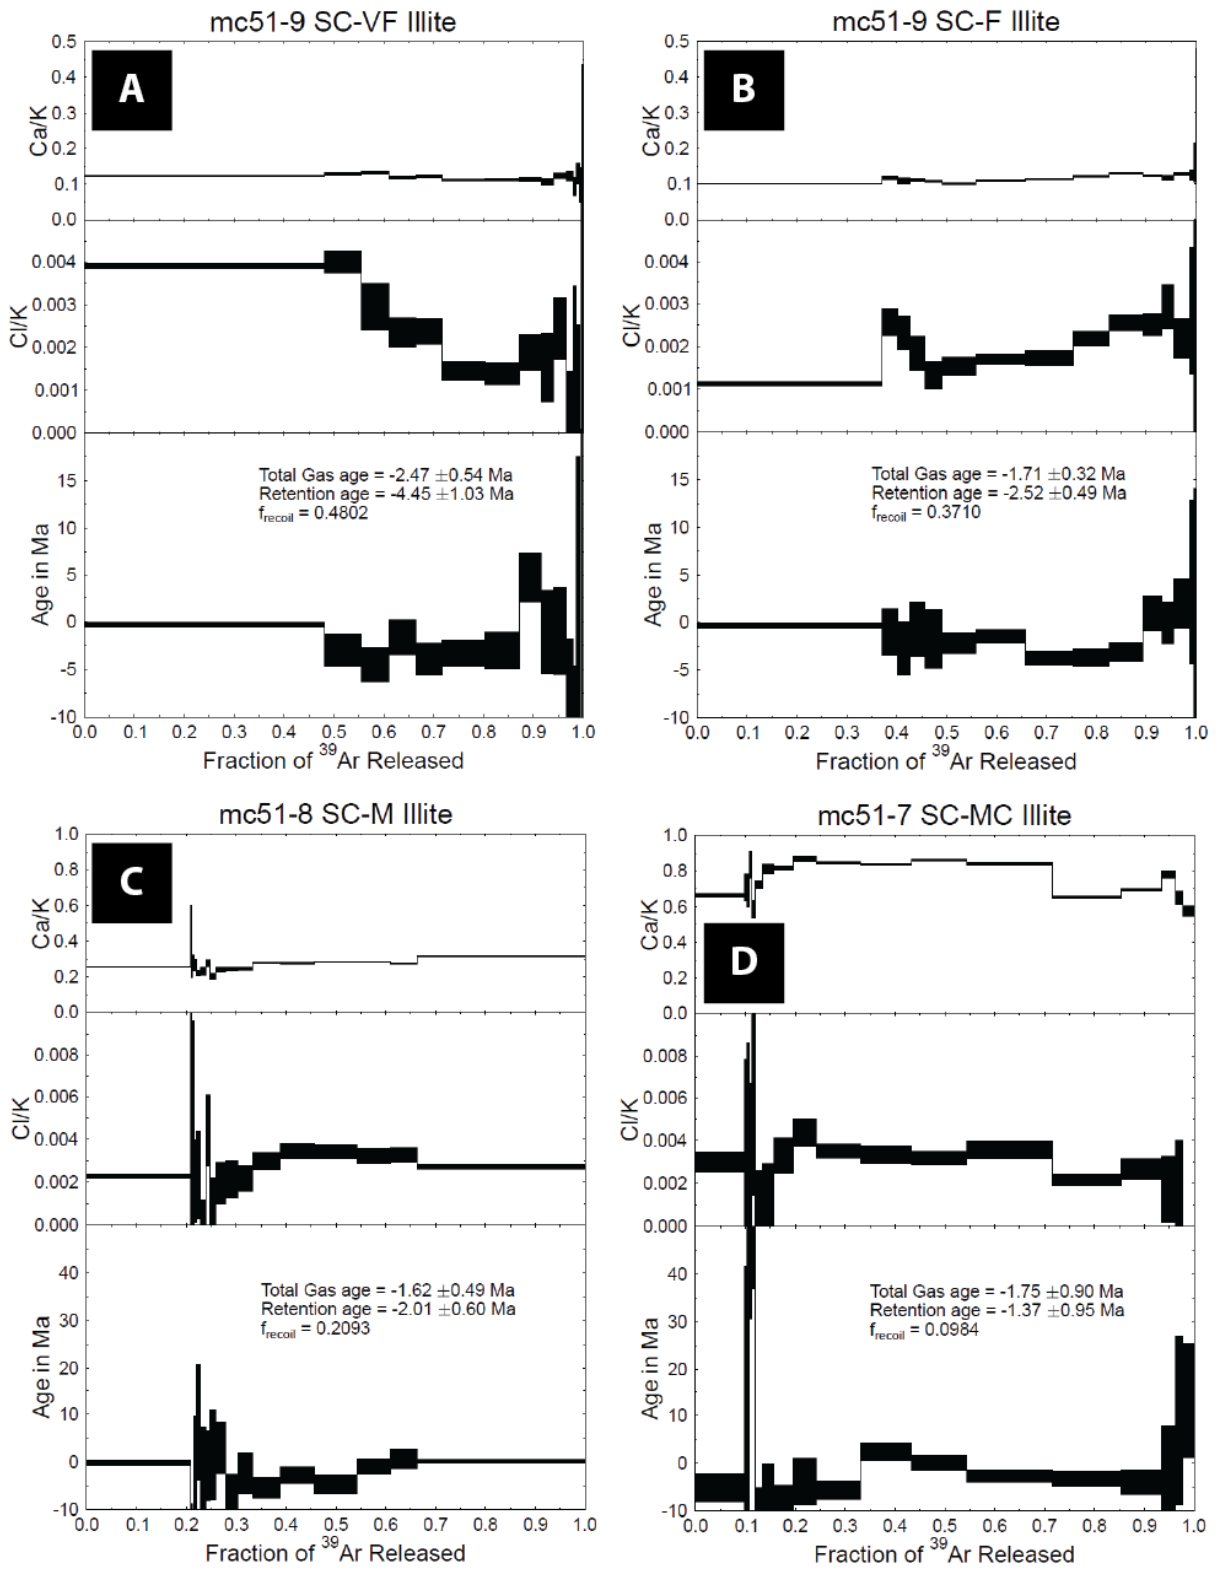 mc51-9 SC-VF Illite
A
0.5
0.4
0.3
0.2
0.1
0.0
Ca/K
0.004
0.003
0.002
0.001
0.000
Cl/K
Total Gas age = -2.47 ±0.54 Ma
Retention age = -4.45 ±1.03 Ma
f_recoil = 0.4802
15
10
5
0
-5
-10
Age in Ma
0.0 0.1 0.2 0.3 0.4 0.5 0.6 0.7 0.8 0.9 1.0
Fraction of ³⁹Ar Released
mc51-9 SC-F Illite
B
0.5
0.4
0.3
0.2
0.1
0.0
Ca/K
0.004
0.003
0.002
0.001
0.000
Cl/K
Total Gas age = -1.71 ±0.32 Ma
Retention age = -2.52 ±0.49 Ma
f_recoil = 0.3710
15
10
5
0
-5
-10
Age in Ma
0.0 0.1 0.2 0.3 0.4 0.5 0.6 0.7 0.8 0.9 1.0
Fraction of ³⁹Ar Released
mc51-8 SC-M Illite
C
1.0
0.8
0.6
0.4
0.2
0.0
Ca/K
0.008
0.006
0.004
0.002
0.000
Cl/K
Total Gas age = -1.62 ±0.49 Ma
Retention age = -2.01 ±0.60 Ma
f_recoil = 0.2093
40
30
20
10
0
-10
Age in Ma
0.0 0.1 0.2 0.3 0.4 0.5 0.6 0.7 0.8 0.9 1.0
Fraction of ³⁹Ar Released
mc51-7 SC-MC Illite
D
1.0
0.8
0.6
0.4
0.2
0.0
Ca/K
0.008
0.006
0.004
0.002
0.000
Cl/K
Total Gas age = -1.75 ±0.90 Ma
Retention age = -1.37 ±0.95 Ma
f_recoil = 0.0984
40
30
20
10
0
-10
Age in Ma
0.0 0.1 0.2 0.3 0.4 0.5 0.6 0.7 0.8 0.9 1.0
Fraction of ³⁹Ar Released